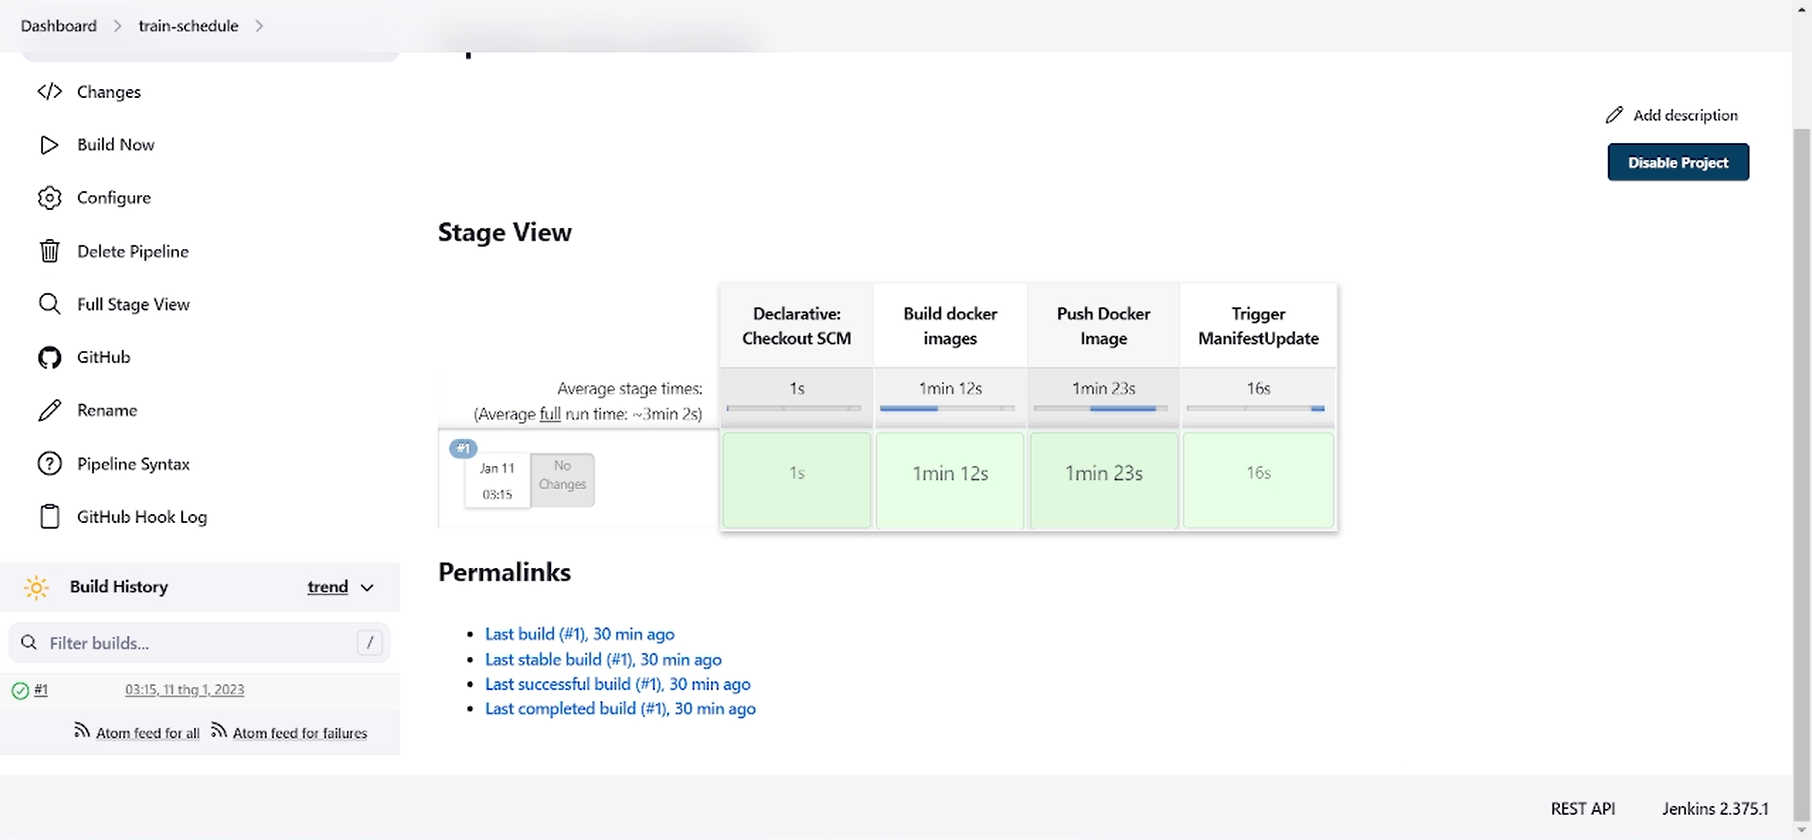 Dashboard > train-schedule >
Changes
Build Now
Configure
Delete Pipeline
Full Stage View
GitHub
Rename
Pipeline Syntax
GitHub Hook Log
Build History trend
Filter builds... /
#1 03:15, 11 thg 1, 2023
Atom feed for all Atom feed for failures
Add description
Disable Project
Stage View
Declarative: Checkout SCM
Build docker images
Push Docker Image
Trigger ManifestUpdate
Average stage times: 1s 1min 12s 1min 23s 16s
(Average full run time: ~3min 2s)
#1
Jan 11
03:15
No Changes
1s 1min 12s 1min 23s 16s
Permalinks
Last build (#1), 30 min ago
Last stable build (#1), 30 min ago
Last successful build (#1), 30 min ago
Last completed build (#1), 30 min ago
REST API Jenkins 2.375.1